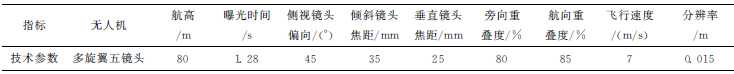 指标 无人机 航高/m 曝光时间/s 侧视镜头偏向/(°) 倾斜镜头焦距/mm 垂直镜头焦距/mm 旁向重叠度/% 航向重叠度/% 飞行速度/(m/s) 分辨率/m
技术参数 多旋翼五镜头 80 1.28 45 35 25 80 85 7 0.015